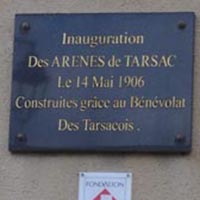 Inauguration
Des ARENES de TARSAC
Le 14 Mai 1906
Construites grâce au Bénévolat
Des Tarsacois.
FONDATION